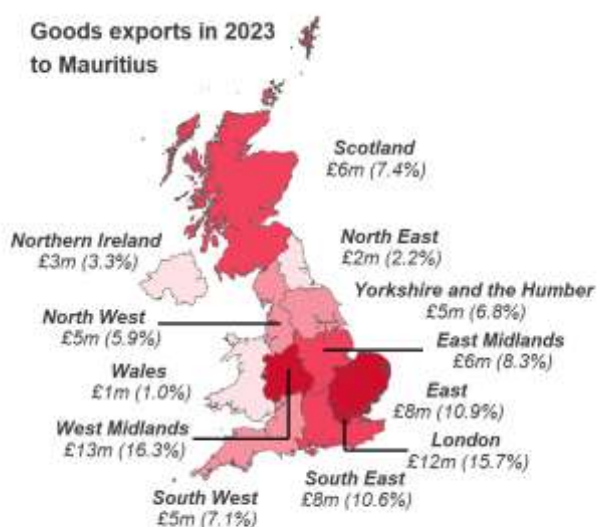 Goods exports in 2023
to Mauritius
Scotland
£6m (7.4%)
Northern Ireland
£3m (3.3%)
North East
£2m (2.2%)
Yorkshire and the Humber
£5m (6.8%)
North West
£5m (5.9%)
East Midlands
£6m (8.3%)
Wales
£1m (1.0%)
East
£8m (10.9%)
West Midlands
£13m (16.3%)
London
£12m (15.7%)
South East
£8m (10.6%)
South West
£5m (7.1%)